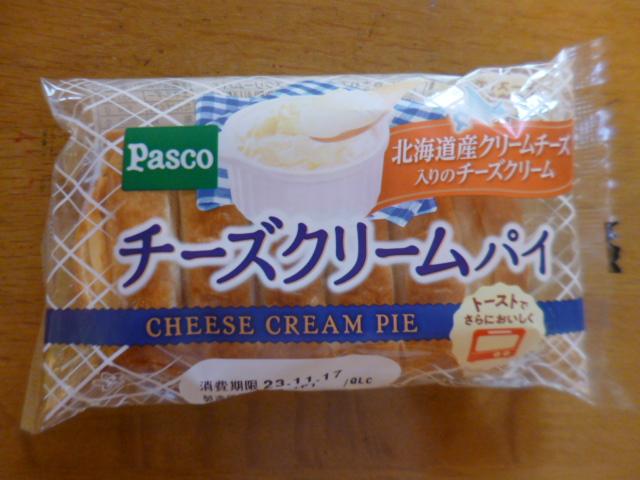 Pasco
北海道産クリームチーズ
入りのチーズクリーム
チーズクリームパイ
CHEESE CREAM PIE
トーストで
さらにおいしく
消費期限 23.11.17
/QLC